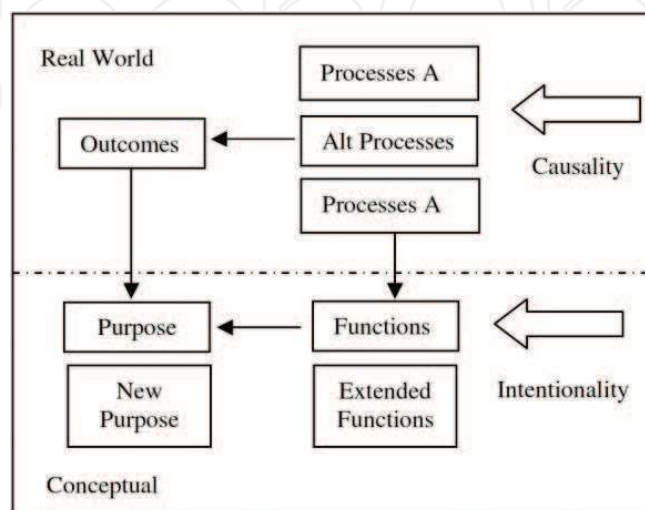 Real World
Processes A
Outcomes
Alt Processes
Causality
Processes A
Purpose
Functions
New
Purpose
Extended
Functions
Intentionality
Conceptual